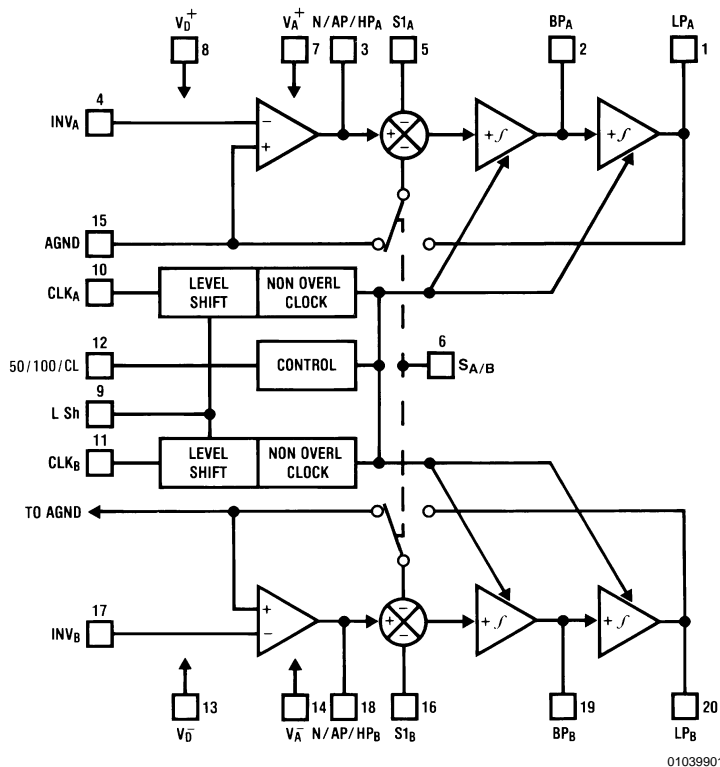 V_D^+ V_A^+ N/AP/HP_A S1_A BP_A LP_A
8 7 3 5 2 1
4
INV_A
−
+
+ − −
+ ∫
+ ∫
15
AGND
10
CLK_A
LEVEL SHIFT
NON OVERL CLOCK
12
50/100/CL
CONTROL
6
S_A/B
9
L Sh
11
CLK_B
LEVEL SHIFT
NON OVERL CLOCK
TO AGND
17
INV_B
+
−
+ − −
+ ∫
+ ∫
13 14 18 16 19 20
V_D^- V_A^- N/AP/HP_B S1_B BP_B LP_B
01039901